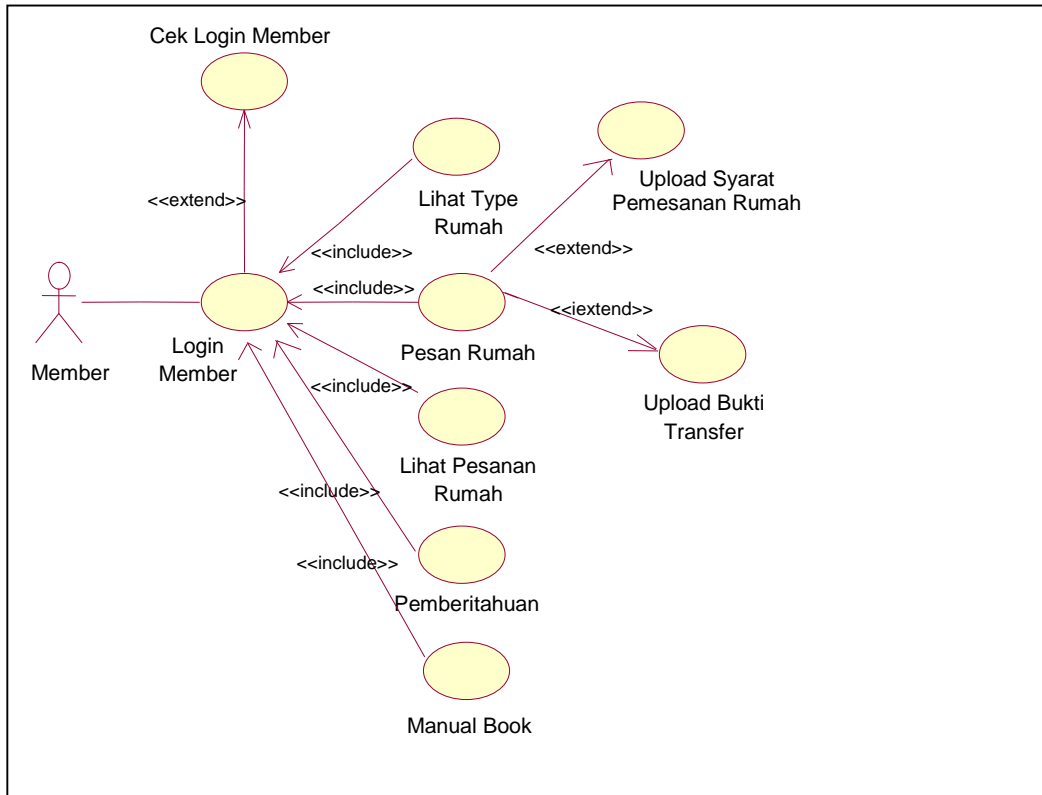 Cek Login Member
<<extend>>
Lihat Type
Rumah
Upload Syarat
Pemesanan Rumah
<<include>>
<<extend>>
<<include>>
<<iextend>>
Member
Login
Member
Pesan Rumah
<<include>>
Upload Bukti
Transfer
Lihat Pesanan
Rumah
<<include>>
<<include>>
Pemberitahuan
Manual Book